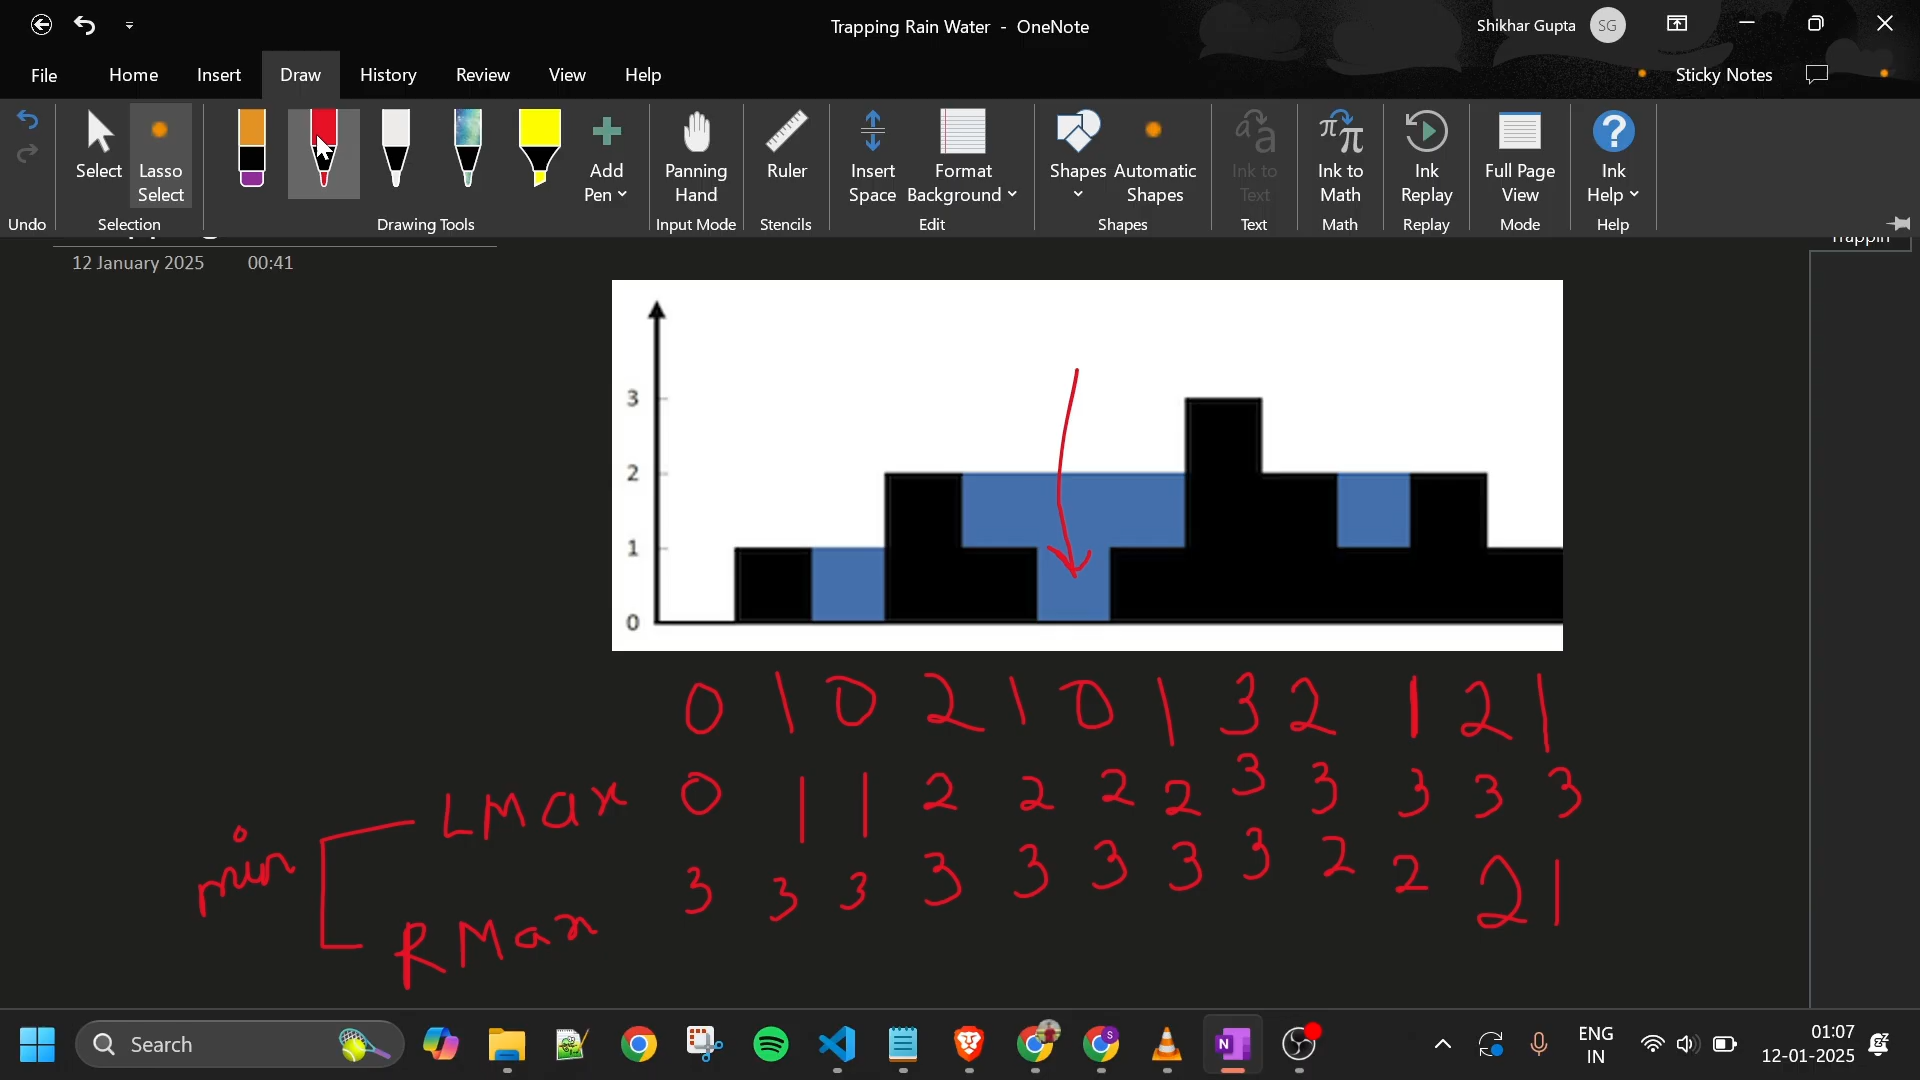 Trapping Rain Water - OneNote
Shikhar Gupta SG
File Home Insert Draw History Review View Help
Sticky Notes
Select
Lasso Select
Add Pen
Panning Hand
Ruler
Insert Space
Format Background
Shapes
Automatic Shapes
Ink to Text
Ink to Math
Ink Replay
Full Page View
Ink Help
Undo Selection Drawing Tools Input Mode Stencils Edit Shapes Text Math Replay Mode Help
12 January 2025 00:41
3
2
1
0
0 1 0 2 1 0 1 3 2 1 2 1
LMax 0 1 1 2 2 2 2 3 3 3 3 3
min
RMax 3 3 3 3 3 3 3 3 2 2 2 1
Search
ENG
IN
01:07
12-01-2025